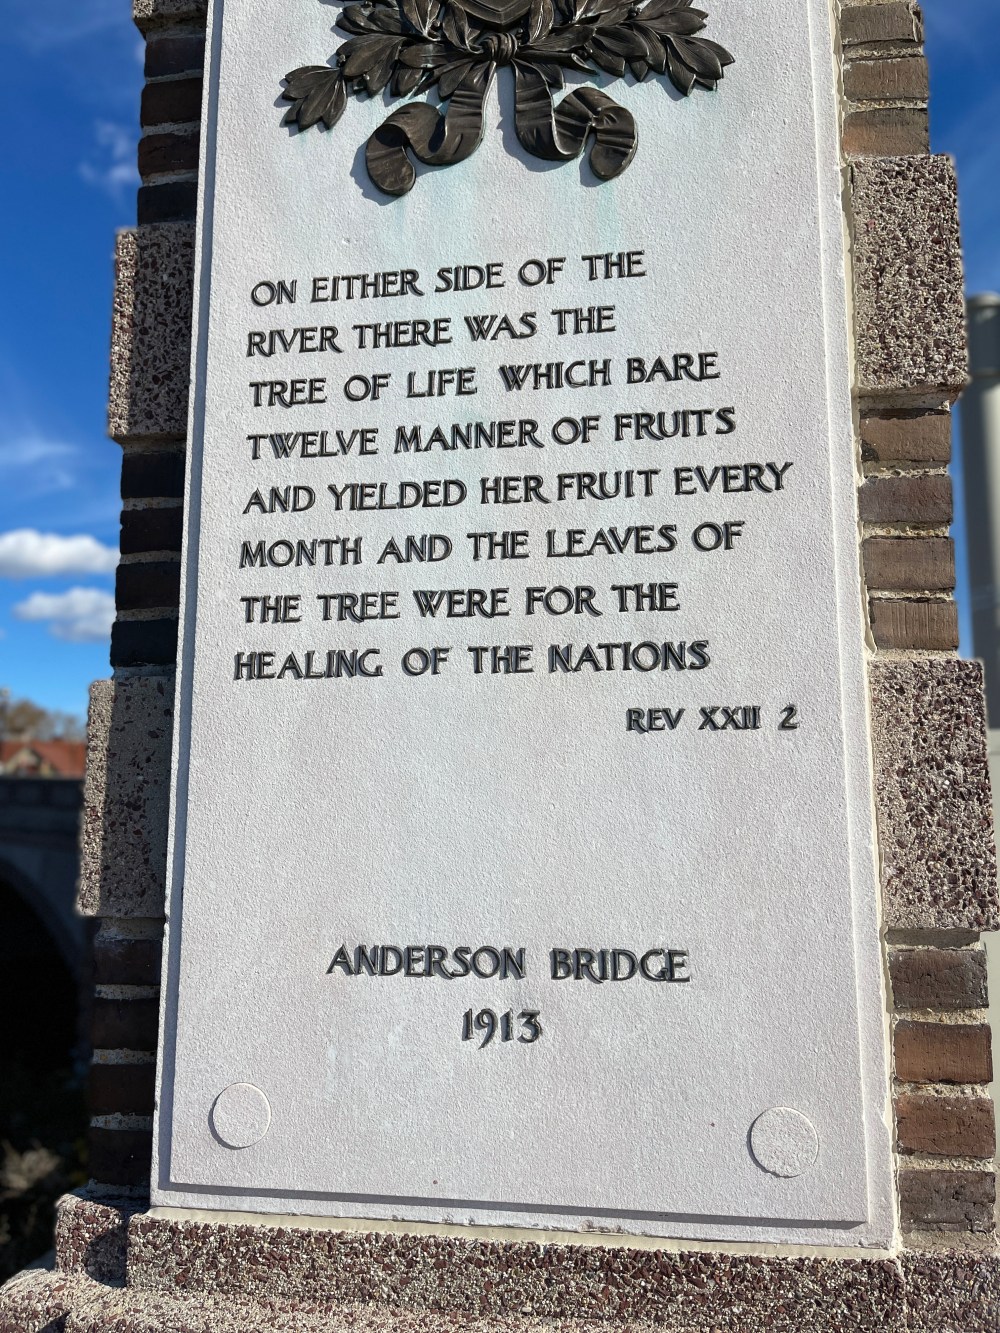 ON EITHER SIDE OF THE
RIVER THERE WAS THE
TREE OF LIFE WHICH BARE
TWELVE MANNER OF FRUITS
AND YIELDED HER FRUIT EVERY
MONTH AND THE LEAVES OF
THE TREE WERE FOR THE
HEALING OF THE NATIONS
REV XXII 2
ANDERSON BRIDGE
1913